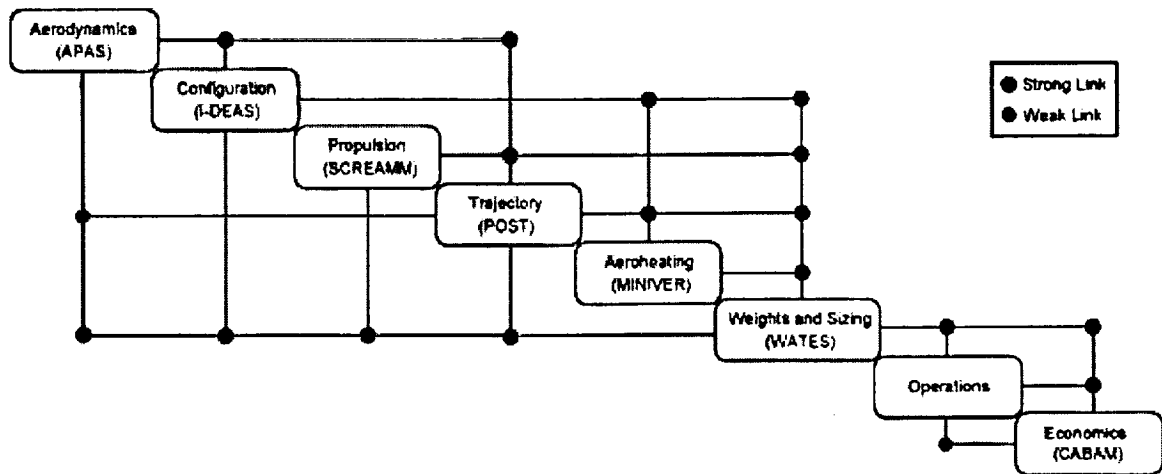 Aerodynamics
(APAS)
Configuration
(I-DEAS)
Strong Link
Weak Link
Propulsion
(SCREAMM)
Trajectory
(POST)
Aeroheating
(MINIVER)
Weights and Sizing
(WATES)
Operations
Economics
(CABAM)